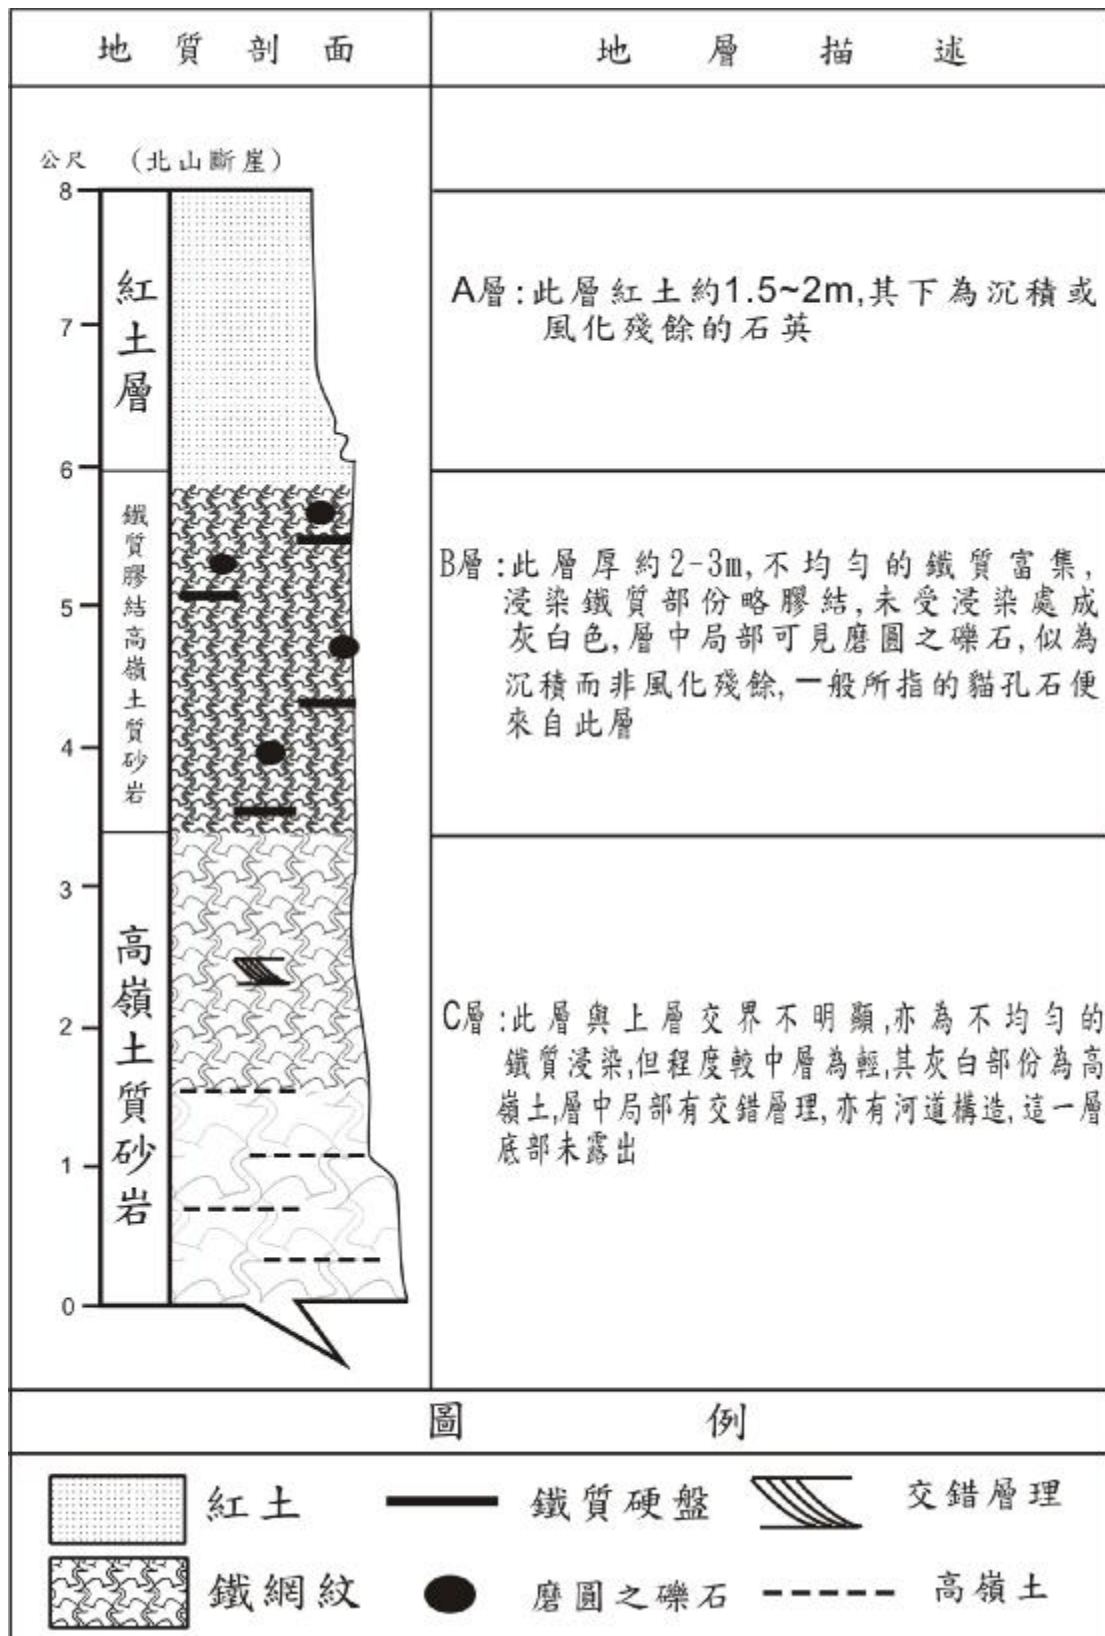 地質剖面
地層描述
公尺 (北山斷崖)
8
7
6
5
4
3
2
1
0
紅土層
鐵質膠結高嶺土質砂岩
高嶺土質砂岩
A層:此層紅土約1.5~2m,其下為沉積或
風化殘餘的石英
B層:此層厚約2-3m,不均勻的鐵質富集,
浸染鐵質部份略膠結,未受浸染處成
灰白色,層中局部可見磨圓之礫石,似為
沉積而非風化殘餘,一般所指的貓孔石便
來自此層
C層:此層與上層交界不明顯,亦為不均勻的
鐵質浸染,但程度較中層為輕,其灰白部份為高
嶺土,層中局部有交錯層理,亦有河道構造,這一層
底部未露出
圖例
紅土
鐵質硬盤
交錯層理
鐵網紋
磨圓之礫石
高嶺土